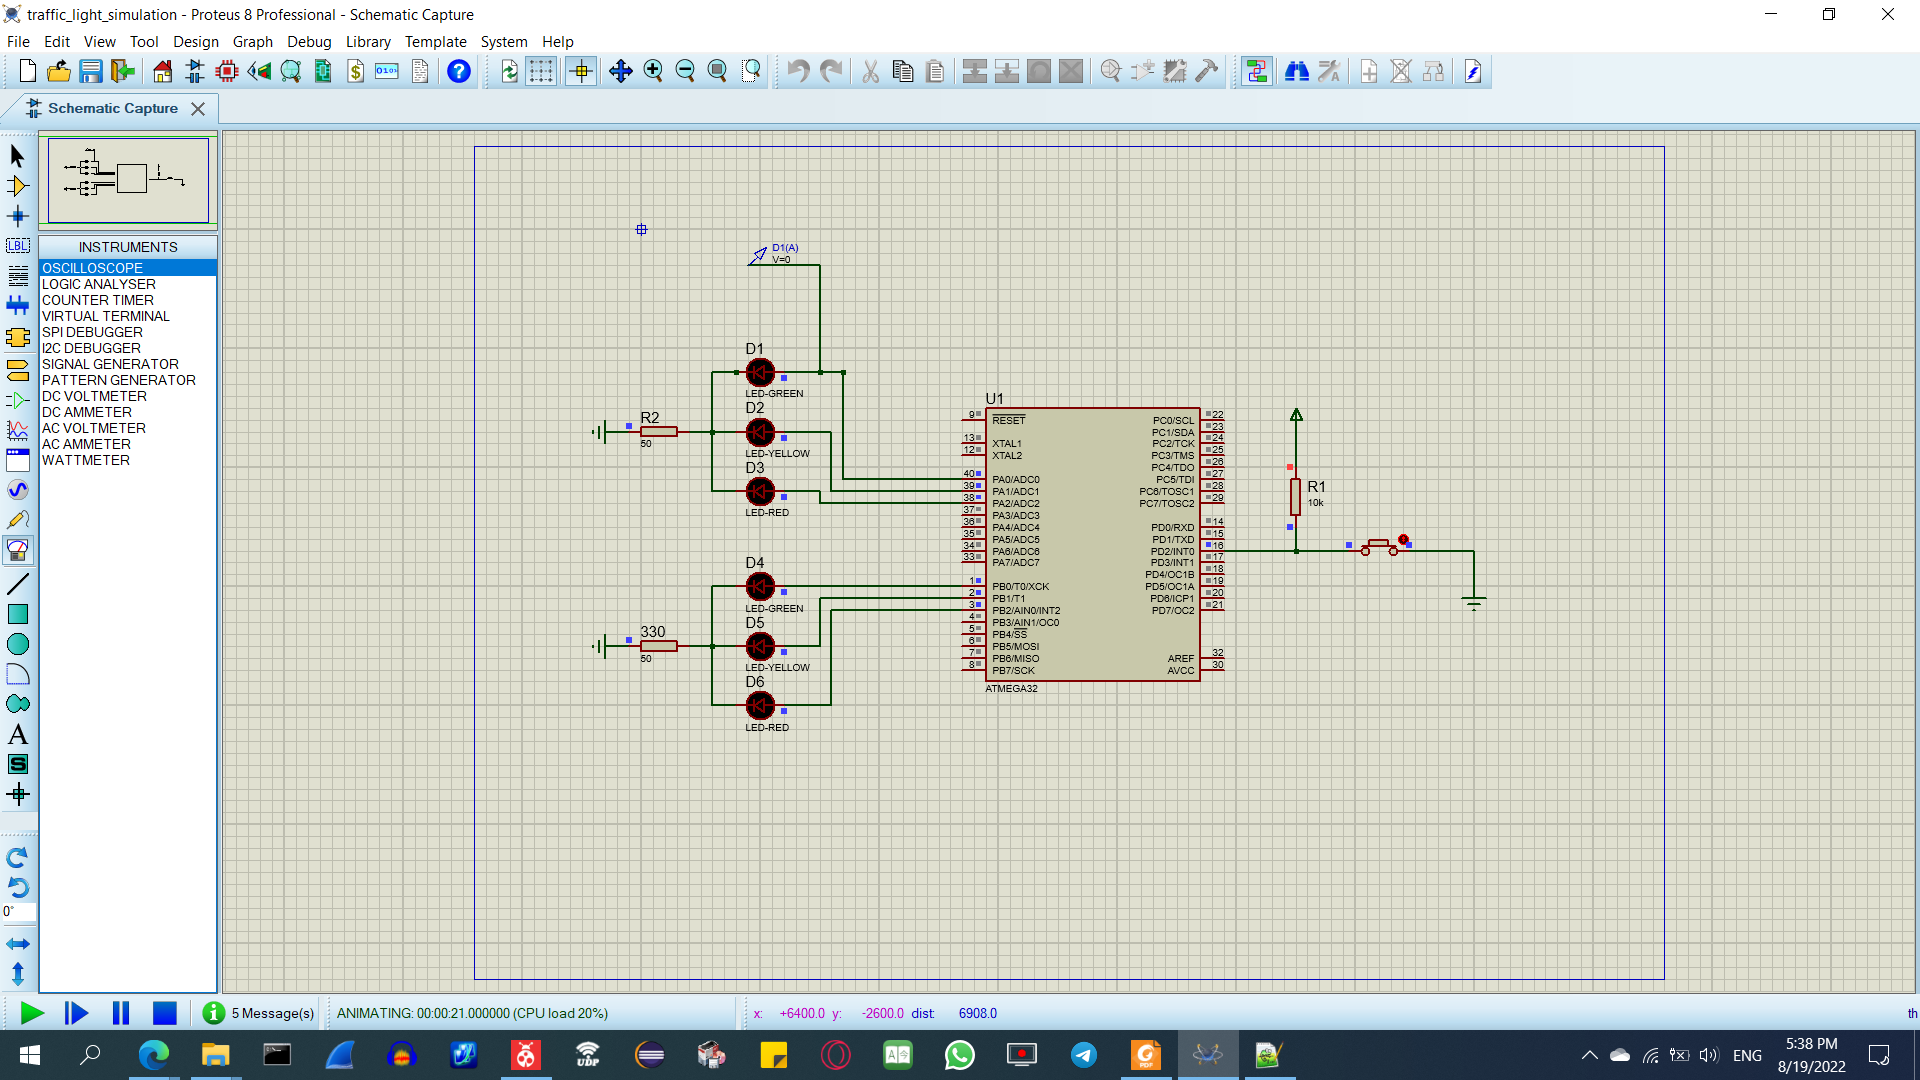 traffic_light_simulation - Proteus 8 Professional - Schematic Capture
File Edit View Tool Design Graph Debug Library Template System Help
Schematic Capture
INSTRUMENTS
OSCILLOSCOPE
LOGIC ANALYSER
COUNTER TIMER
VIRTUAL TERMINAL
SPI DEBUGGER
I2C DEBUGGER
SIGNAL GENERATOR
PATTERN GENERATOR
DC VOLTMETER
DC AMMETER
AC VOLTMETER
AC AMMETER
WATTMETER
LBL
A
S
0°
D1(A)
V=0
D1
LED-GREEN
D2
LED-YELLOW
D3
LED-RED
R2
50
D4
LED-GREEN
D5
LED-YELLOW
D6
LED-RED
330
50
U1
9 RESET
13 XTAL1
12 XTAL2
40 PA0/ADC0
39 PA1/ADC1
38 PA2/ADC2
37 PA3/ADC3
36 PA4/ADC4
35 PA5/ADC5
34 PA6/ADC6
33 PA7/ADC7
1 PB0/T0/XCK
2 PB1/T1
3 PB2/AIN0/INT2
4 PB3/AIN1/OC0
5 PB4/SS
6 PB5/MOSI
7 PB6/MISO
8 PB7/SCK
PC0/SCL 22
PC1/SDA 23
PC2/TCK 24
PC3/TMS 25
PC4/TDO 26
PC5/TDI 27
PC6/TOSC1 28
PC7/TOSC2 29
PD0/RXD 14
PD1/TXD 15
PD2/INT0 16
PD3/INT1 17
PD4/OC1B 18
PD5/OC1A 19
PD6/ICP1 20
PD7/OC2 21
AREF 32
AVCC 30
ATMEGA32
R1
10k
5 Message(s)
ANIMATING: 00:00:21.000000 (CPU load 20%)
x: +6400.0 y: -2600.0 dist: 6908.0
th
UDP
PDF
ENG
5:38 PM
8/19/2022